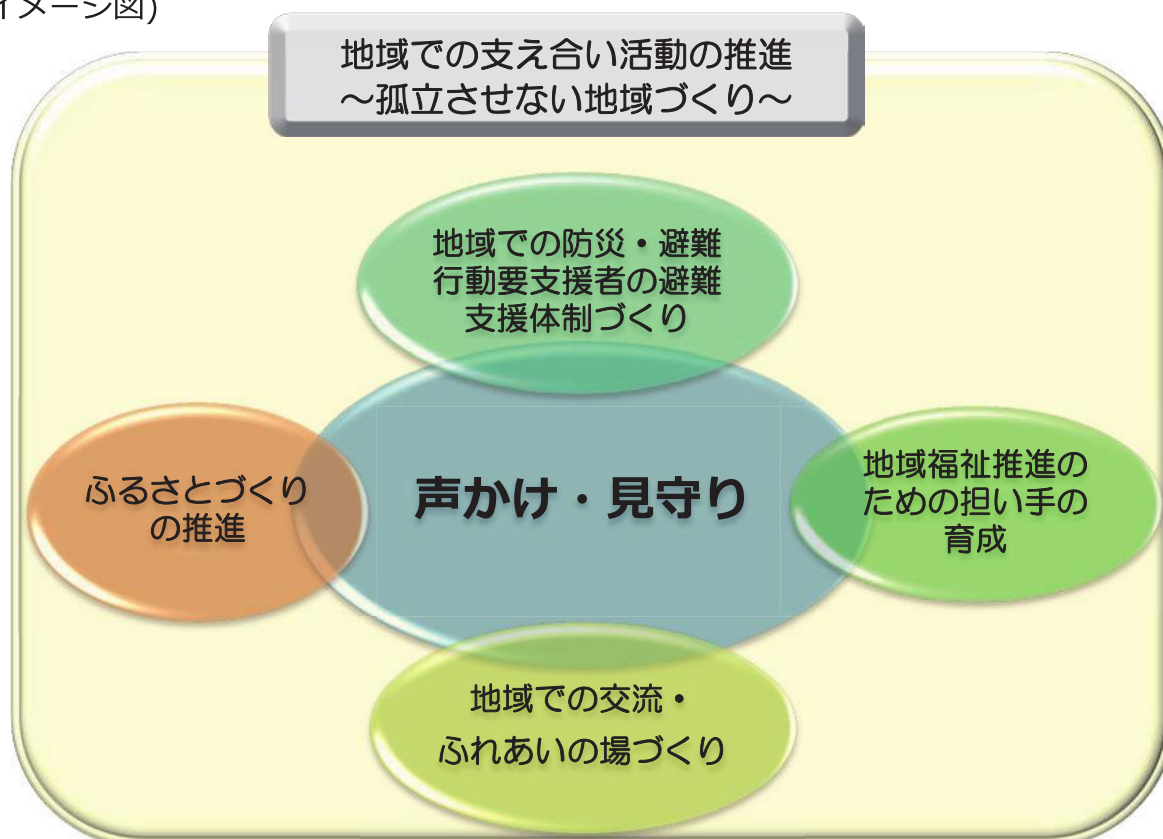 イメージ図)
地域での支え合い活動の推進
～孤立させない地域づくり～
地域での防災・避難
行動要支援者の避難
支援体制づくり
ふるさとづくり
の推進
声かけ・見守り
地域福祉推進の
ための担い手の
育成
地域での交流・
ふれあいの場づくり